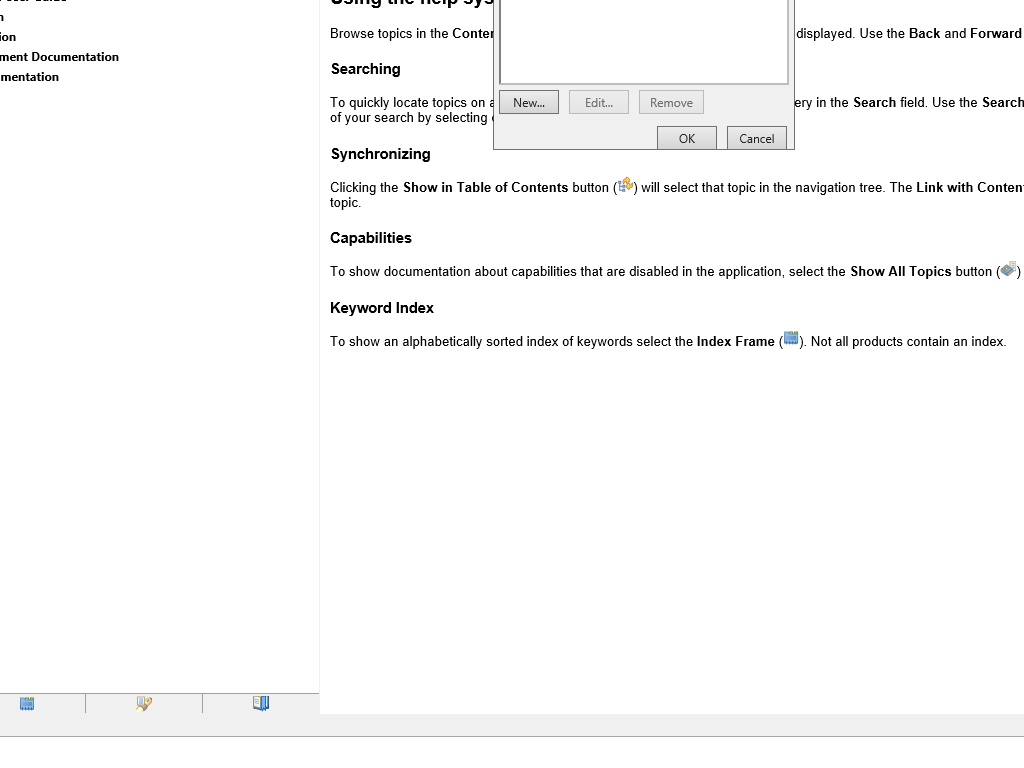 n
ion
ment Documentation
mentation
Using the help sys
Browse topics in the Conten displayed. Use the Back and Forward
Searching
To quickly locate topics on a ery in the Search field. Use the Search
of your search by selecting
Synchronizing
Clicking the Show in Table of Contents button () will select that topic in the navigation tree. The Link with Conten
topic.
Capabilities
To show documentation about capabilities that are disabled in the application, select the Show All Topics button ()
Keyword Index
To show an alphabetically sorted index of keywords select the Index Frame (). Not all products contain an index.
New... Edit... Remove
OK Cancel